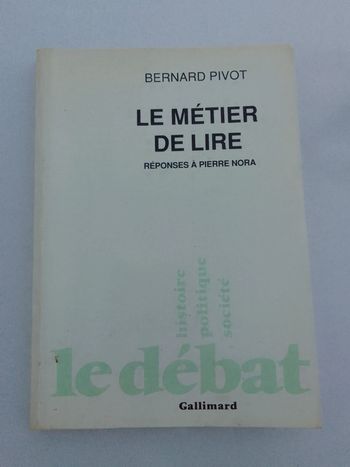 BERNARD PIVOT
LE MÉTIER
DE LIRE
RÉPONSES À PIERRE NORA
histoire
politique
société
le débat
Gallimard